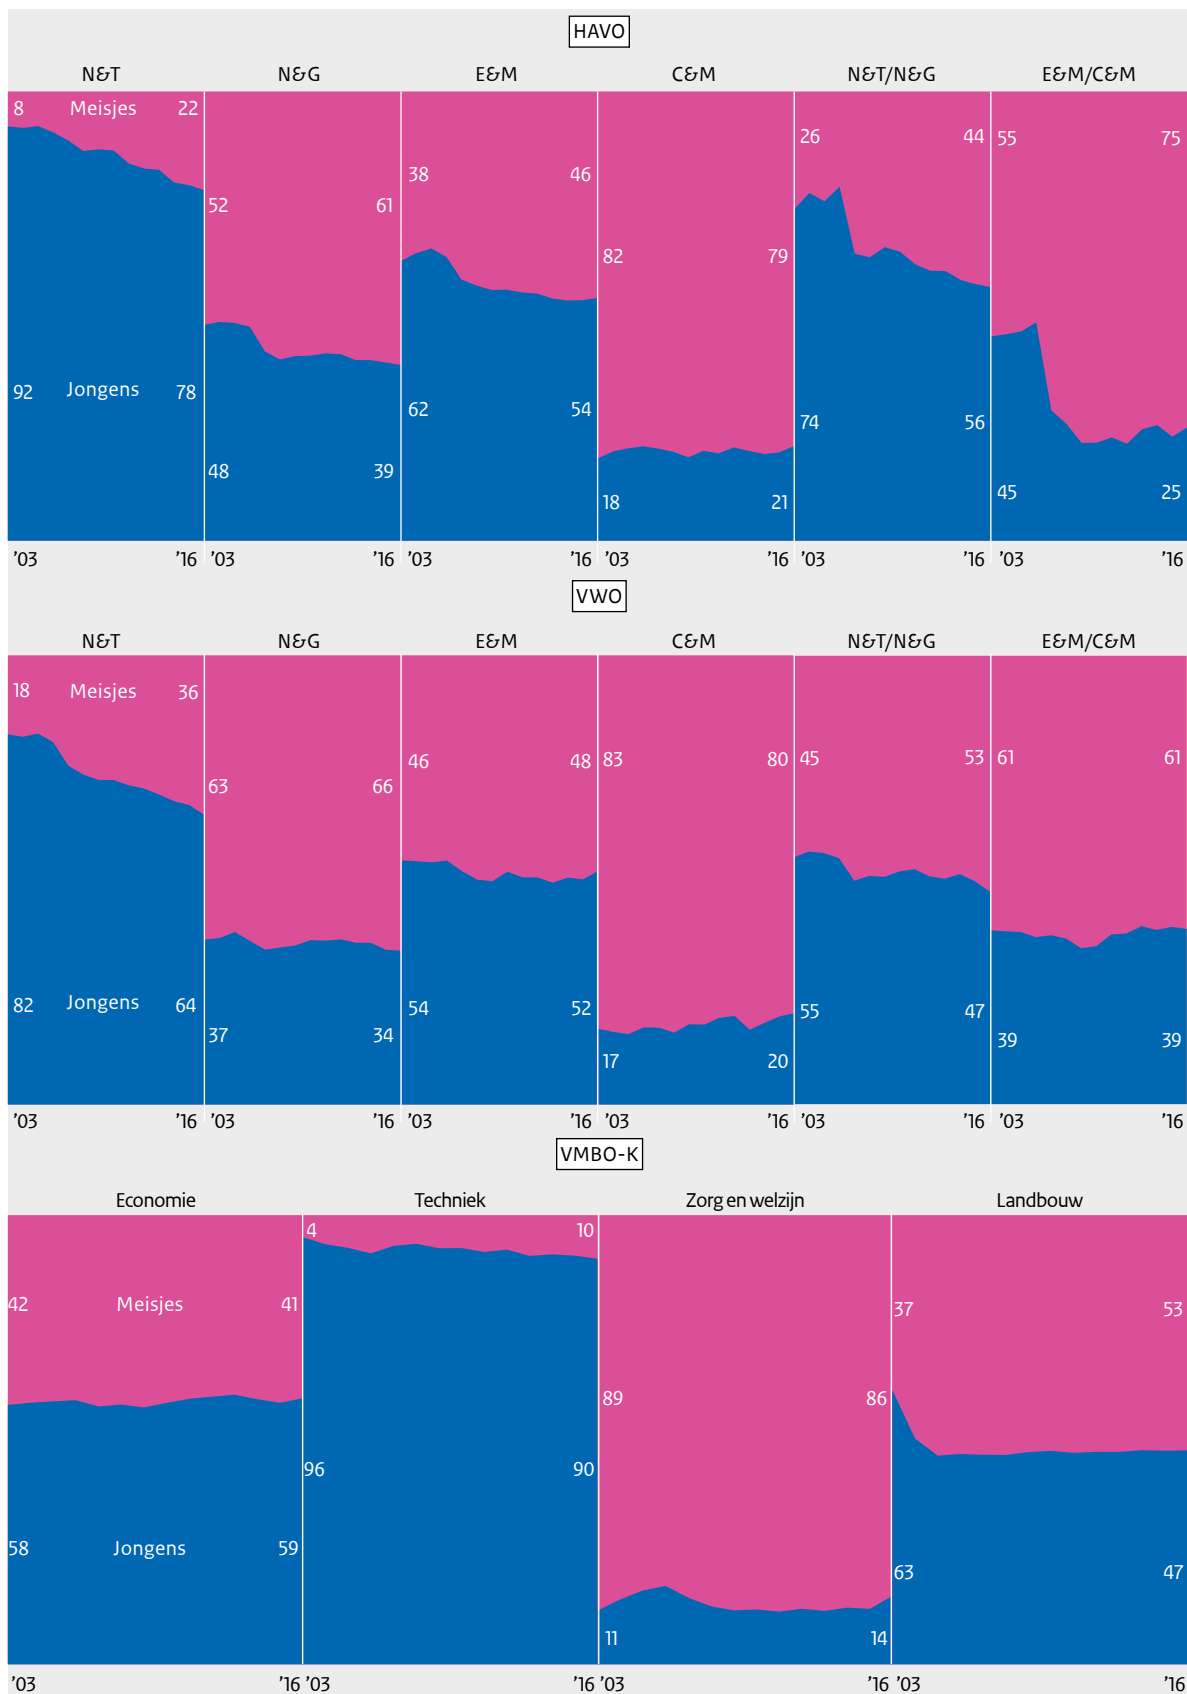 HAVO
N&T N&G E&M C&M N&T/N&G E&M/C&M
8 Meisjes 22
26 44 55 75
38 46
52 61
82 79
92 Jongens 78
62 54
74 56
48 39
45 25
18 21
'03 '16 '03 '16 '03 '16 '03 '16 '03 '16 '03 '16
VWO
N&T N&G E&M C&M N&T/N&G E&M/C&M
18 Meisjes 36
46 48 83 80 45 53 61 61
63 66
82 Jongens 64
54 52 55 47
37 34
39 39
17 20
'03 '16 '03 '16 '03 '16 '03 '16 '03 '16 '03 '16
VMBO-K
Economie Techniek Zorg en welzijn Landbouw
4 10
42 Meisjes 41
37 53
89 86
96 90
58 Jongens 59
63 47
11 14
'03 '16 '03 '16 '03 '16 '03 '16